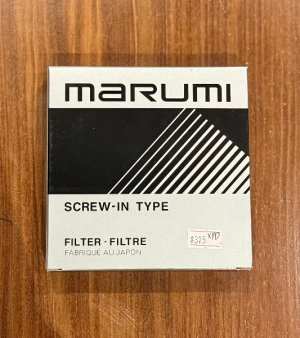 marumi
SCREW-IN TYPE
FILTER · FILTRE
FABRIQUE AU JAPON